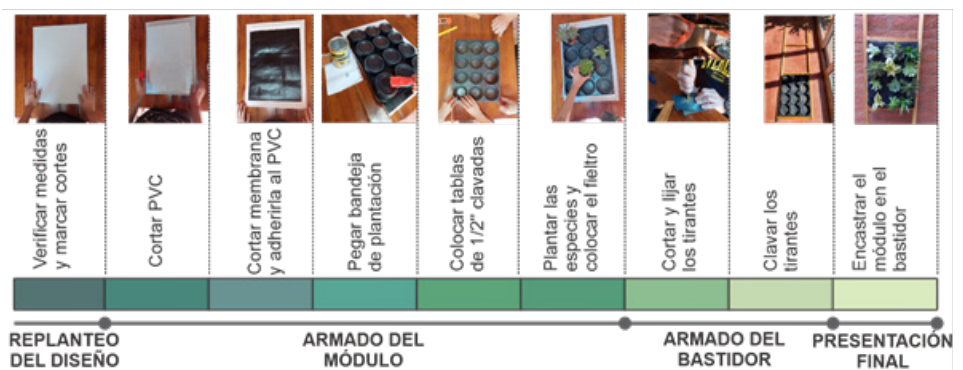 Verificar medidas
y marcar cortes
Cortar PVC
Cortar membrana
y adherirla al PVC
Pegar bandeja
de plantación
Colocar tablas
de 1/2" clavadas
Plantar las
especies y
colocar el fieltro
Cortar y lijar
los tirantes
Clavar los
tirantes
Encastrar el
módulo en el
bastidor
REPLANTEO
DEL DISEÑO
ARMADO DEL
MÓDULO
ARMADO DEL
BASTIDOR
PRESENTACIÓN
FINAL